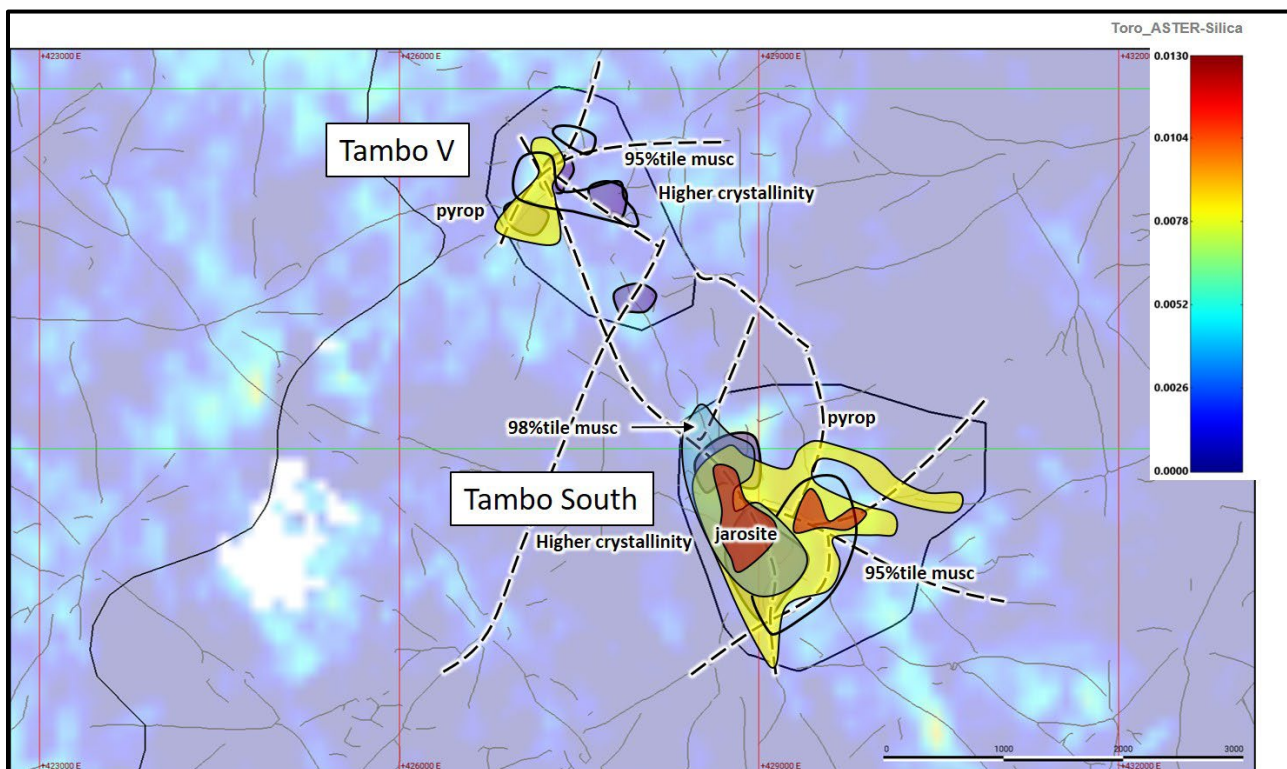 Toro_ASTER-Silica
+423000 E
+426000 E
+429000 E
+432000
0.0130
0.0104
0.0078
0.0052
0.0026
0.0000
Tambo V
95%tile musc
Higher crystallinity
pyrop
pyrop
98%tile musc
Tambo South
Higher crystallinity
jarosite
95%tile musc
0
1000
2000
3000
+423000 E
+426000 E
+429000 E
+432000 E